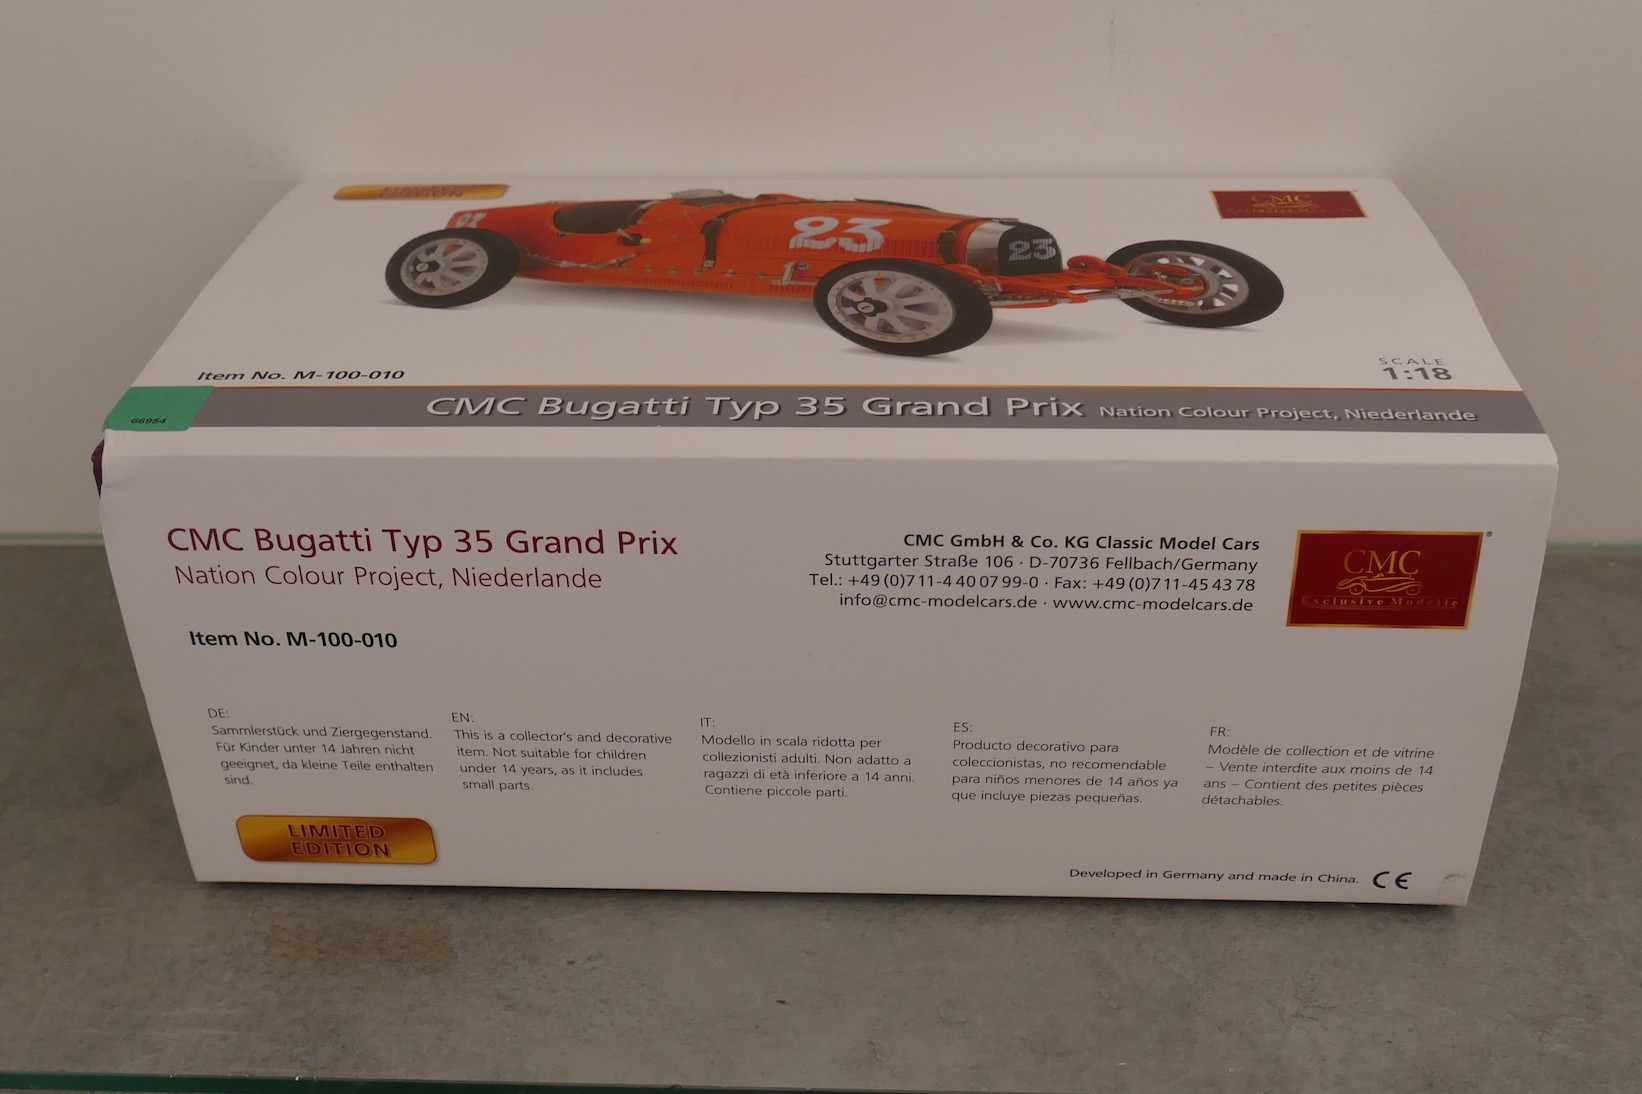 LIMITED
EDITION
CMC
Exclusive Modelle
23
23
23
Item No. M-100-010
SCALE
1:18
66954
CMC Bugatti Typ 35 Grand Prix Nation Colour Project, Niederlande
CMC Bugatti Typ 35 Grand Prix
Nation Colour Project, Niederlande
Item No. M-100-010
CMC GmbH & Co. KG Classic Model Cars
Stuttgarter Straße 106 · D-70736 Fellbach/Germany
Tel.: +49(0)711-4400799-0 · Fax: +49(0)711-454378
info@cmc-modelcars.de · www.cmc-modelcars.de
CMC
Exclusive Modelle
®
DE:
Sammlerstück und Ziergegenstand.
Für Kinder unter 14 Jahren nicht
geeignet, da kleine Teile enthalten
sind.
EN:
This is a collector's and decorative
item. Not suitable for children
under 14 years, as it includes
small parts.
IT:
Modello in scala ridotta per
collezionisti adulti. Non adatto a
ragazzi di età inferiore a 14 anni.
Contiene piccole parti.
ES:
Producto decorativo para
coleccionistas, no recomendable
para niños menores de 14 años ya
que incluye piezas pequeñas.
FR:
Modèle de collection et de vitrine
– Vente interdite aux moins de 14
ans – Contient des petites pièces
détachables.
LIMITED
EDITION
Developed in Germany and made in China. CE